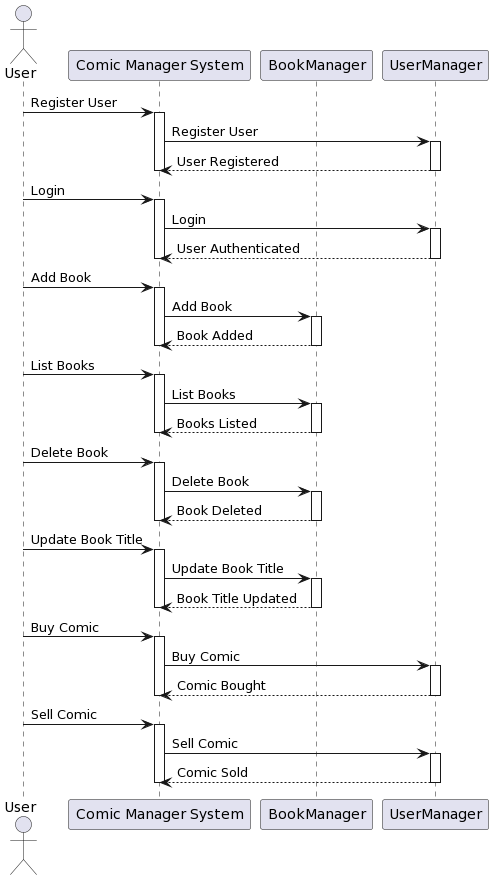 User
Comic Manager System
BookManager
UserManager
Register User
Register User
User Registered
Login
Login
User Authenticated
Add Book
Add Book
Book Added
List Books
List Books
Books Listed
Delete Book
Delete Book
Book Deleted
Update Book Title
Update Book Title
Book Title Updated
Buy Comic
Buy Comic
Comic Bought
Sell Comic
Sell Comic
Comic Sold
User
Comic Manager System
BookManager
UserManager